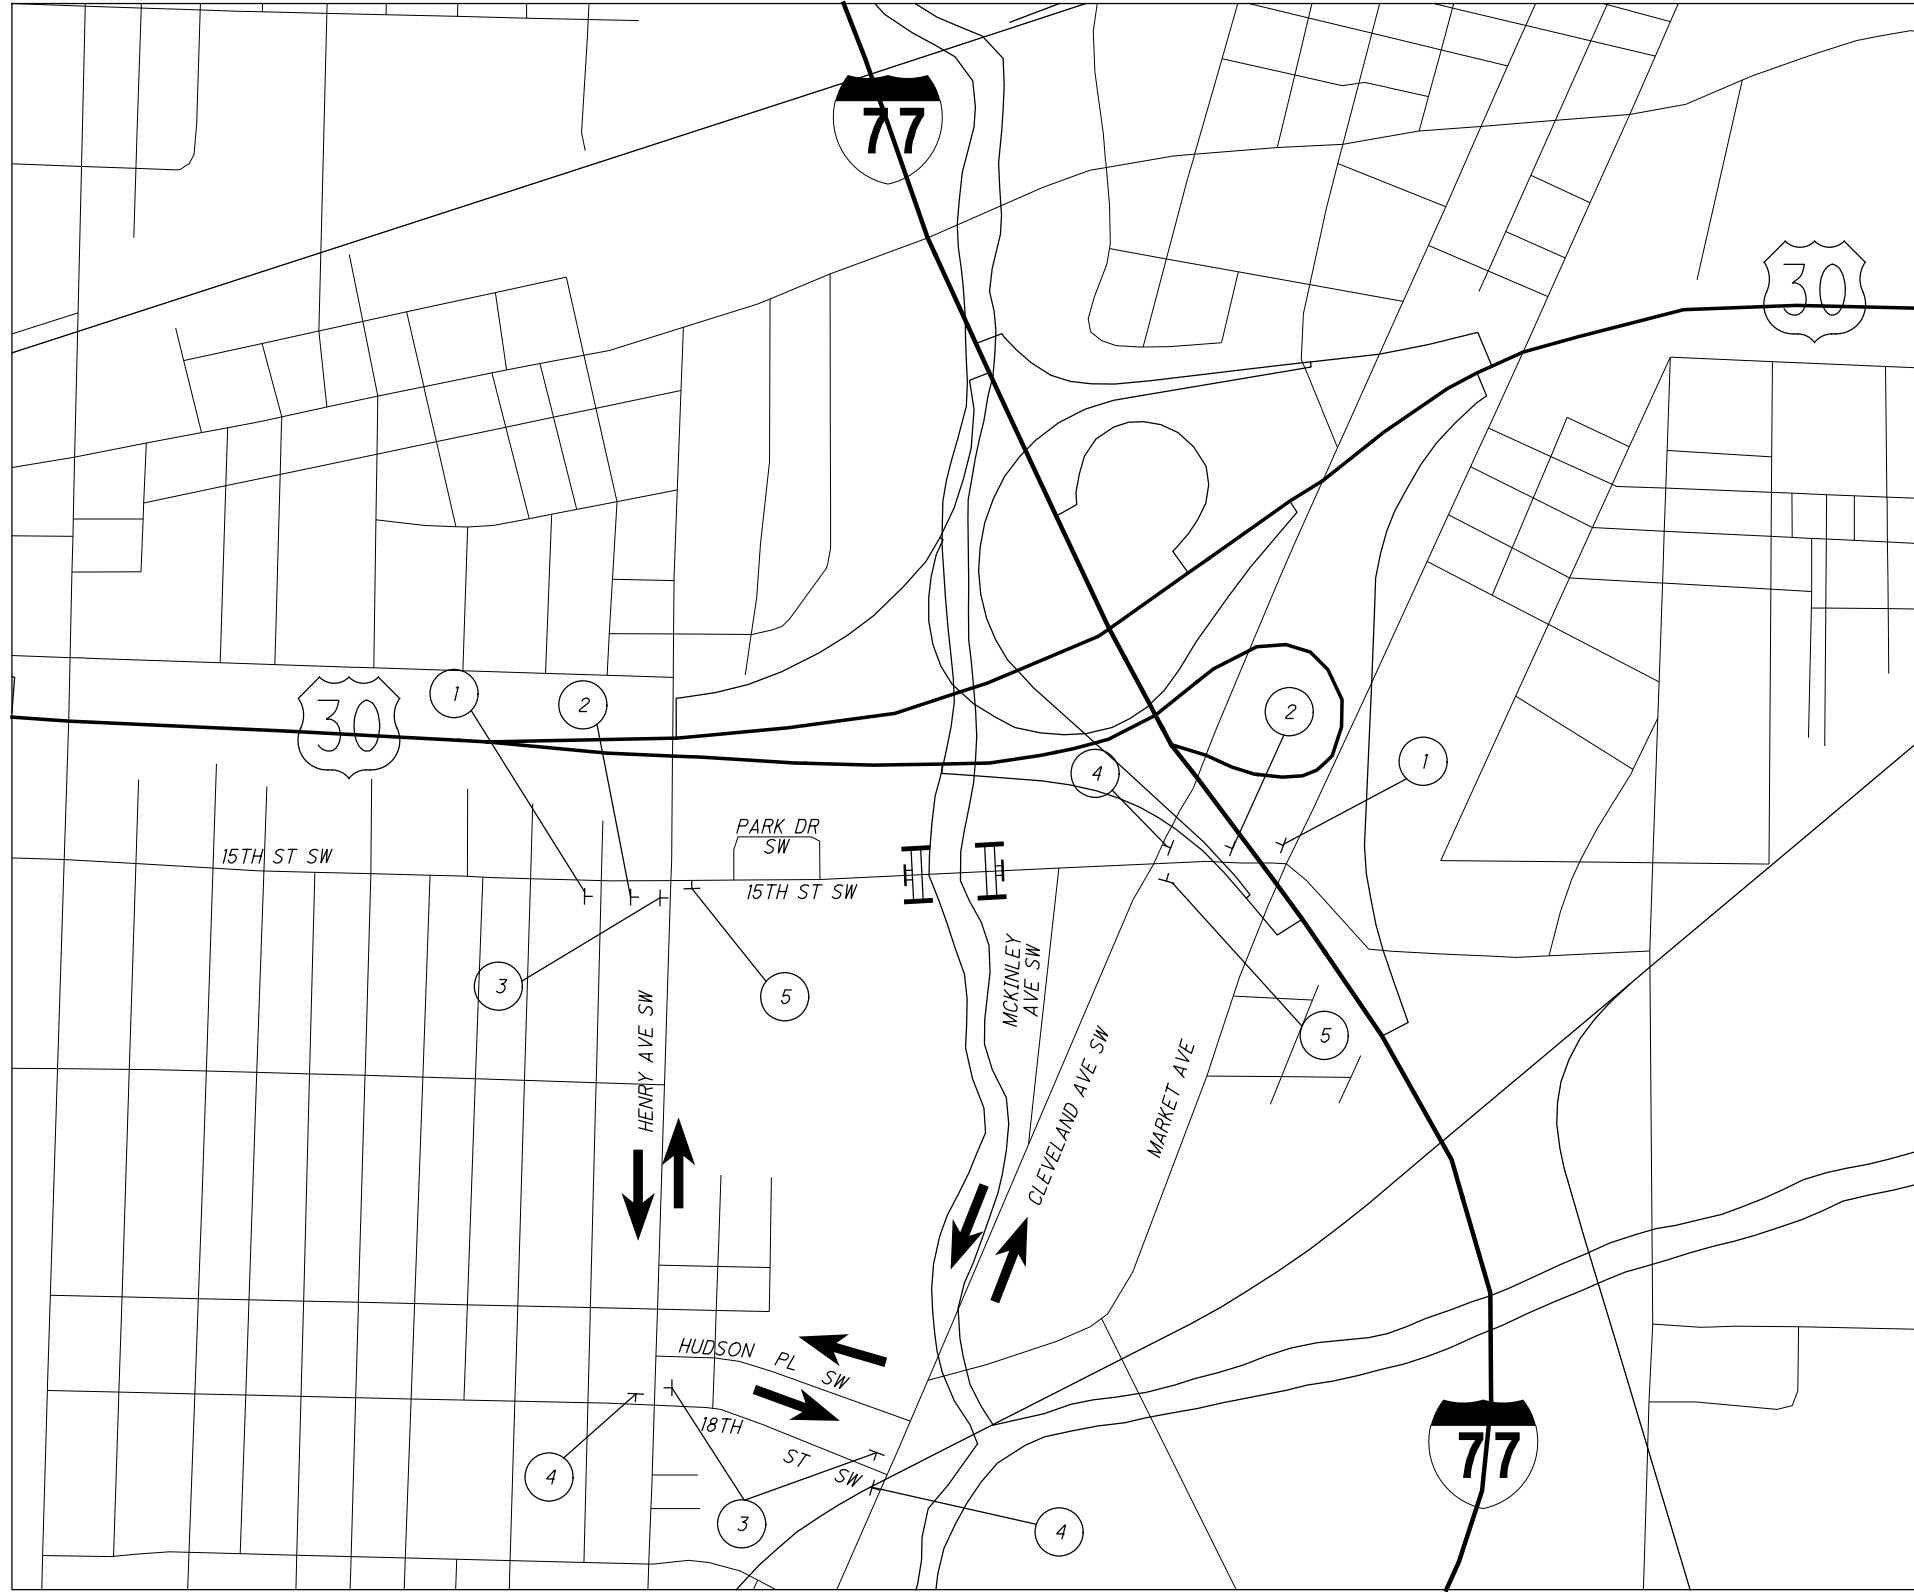 77
30
1
2
30
2
4
1
PARK DR
SW
15TH ST SW
15TH ST SW
3
5
MCKINLEY
AVE SW
HENRY AVE SW
5
CLEVELAND AVE SW
MARKET AVE
HUDSON PL SW
18TH ST SW
77
4
3
4